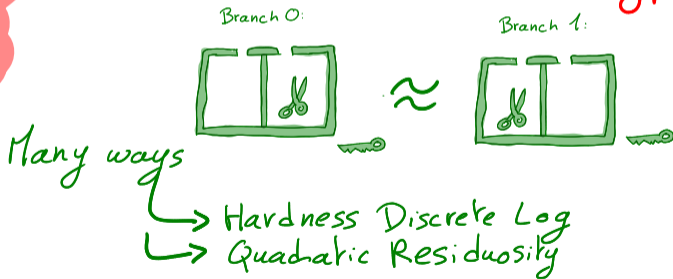 Branch 0:
Branch 1:
≈
Many ways
Hardness Discrete Log
Quadratic Residuosity